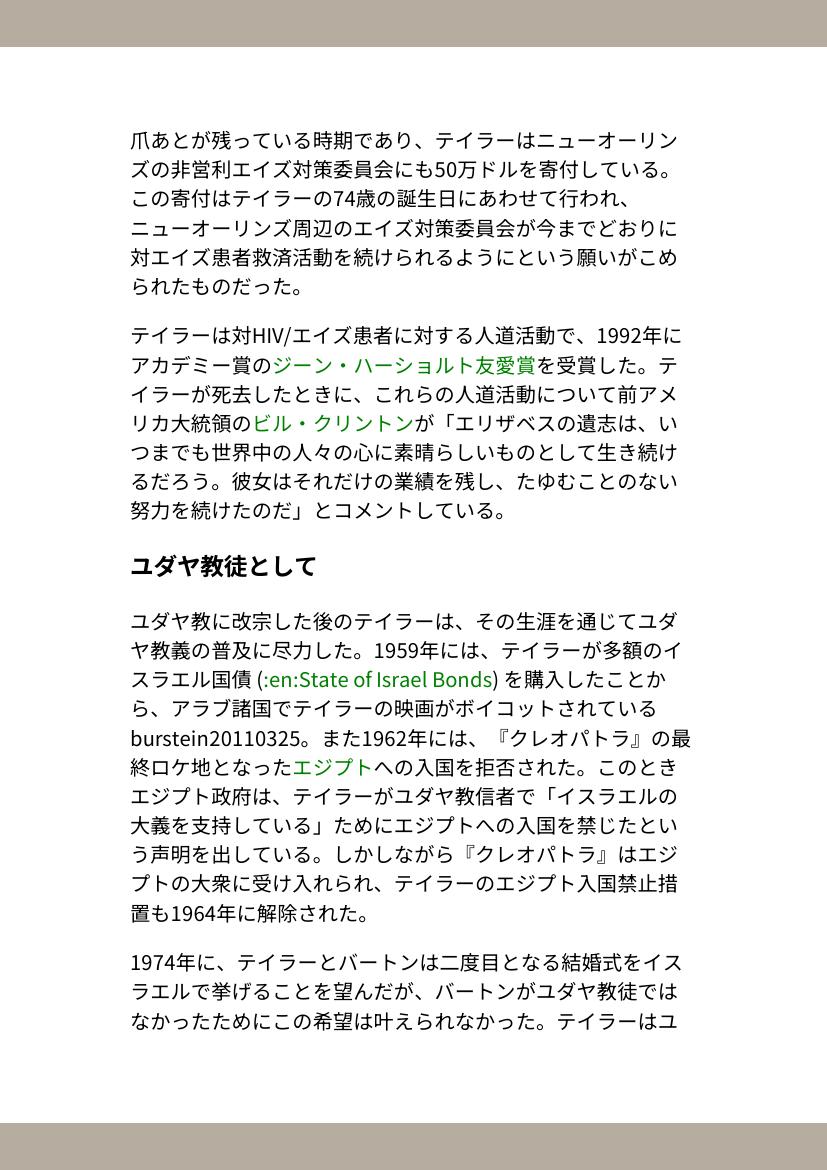 爪あとが残っている時期であり、テイラーはニューオーリン
ズの非営利エイズ対策委員会にも50万ドルを寄付している。
この寄付はテイラーの74歳の誕生日にあわせて行われ、
ニューオーリンズ周辺のエイズ対策委員会が今までどおりに
対エイズ患者救済活動を続けられるようにという願いがこめ
られたものだった。
テイラーは対HIV/エイズ患者に対する人道活動で、1992年に
アカデミー賞のジーン・ハーショルト友愛賞を受賞した。テ
イラーが死去したときに、これらの人道活動について前アメ
リカ大統領のビル・クリントンが「エリザベスの遺志は、い
つまでも世界中の人々の心に素晴らしいものとして生き続け
るだろう。彼女はそれだけの業績を残し、たゆむことのない
努力を続けたのだ」とコメントしている。
ユダヤ教徒として
ユダヤ教に改宗した後のテイラーは、その生涯を通じてユダ
ヤ教義の普及に尽力した。1959年には、テイラーが多額のイ
スラエル国債 (:en:State of Israel Bonds) を購入したことか
ら、アラブ諸国でテイラーの映画がボイコットされている
burstein20110325。また1962年には、『クレオパトラ』の最
終ロケ地となったエジプトへの入国を拒否された。このとき
エジプト政府は、テイラーがユダヤ教信者で「イスラエルの
大義を支持している」ためにエジプトへの入国を禁じたとい
う声明を出している。しかしながら『クレオパトラ』はエジ
プトの大衆に受け入れられ、テイラーのエジプト入国禁止措
置も1964年に解除された。
1974年に、テイラーとバートンは二度目となる結婚式をイス
ラエルで挙げることを望んだが、バートンがユダヤ教徒では
なかったためにこの希望は叶えられなかった。テイラーはユ